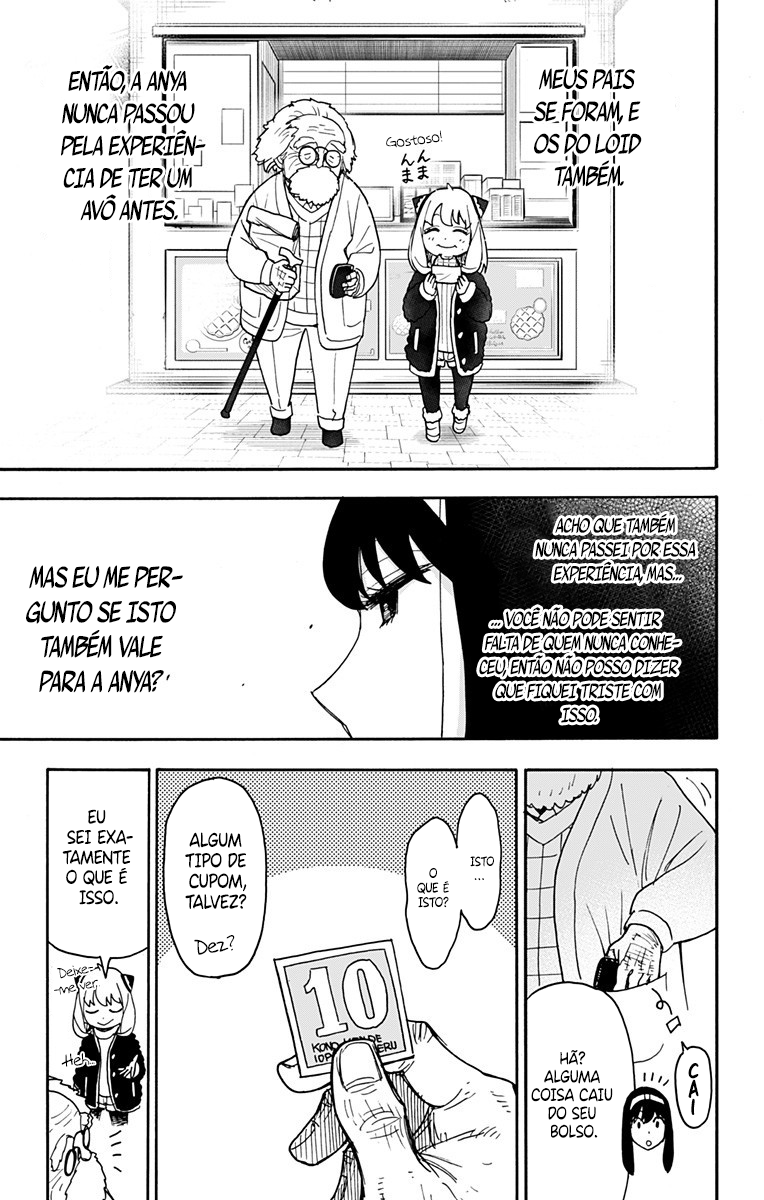 MEUS PAIS
SE FORAM, E
OS DO LOID
TAMBÉM.
Gostoso!
んま
んま
ENTÃO, A ANYA
NUNCA PASSOU
PELA EXPERIÊN-
CIA DE TER UM
AVÔ ANTES.
ACHO QUE TAMBÉM
NUNCA PASSEI POR ESSA
EXPERIÊNCIA, MAS...
... VOCÊ NÃO PODE SENTIR
FALTA DE QUEM NUNCA CONHE-
CEU, ENTÃO NÃO POSSO DIZER
QUE FIQUEI TRISTE COM
ISSO.
MAS EU ME PER-
GUNTO SE ISTO
TAMBÉM VALE
PARA A ANYA?
CAI
HÃ?
ALGUMA
COISA CAIU
DO SEU
BOLSO.
ISTO
...
O
QUE É
ISTO?
ALGUM
TIPO DE
CUPOM,
TALVEZ?
Dez?
10
EU
SEI EXA-
TAMENTE
O QUE É
ISSO.
Deixe-
-me ver.
Heh...